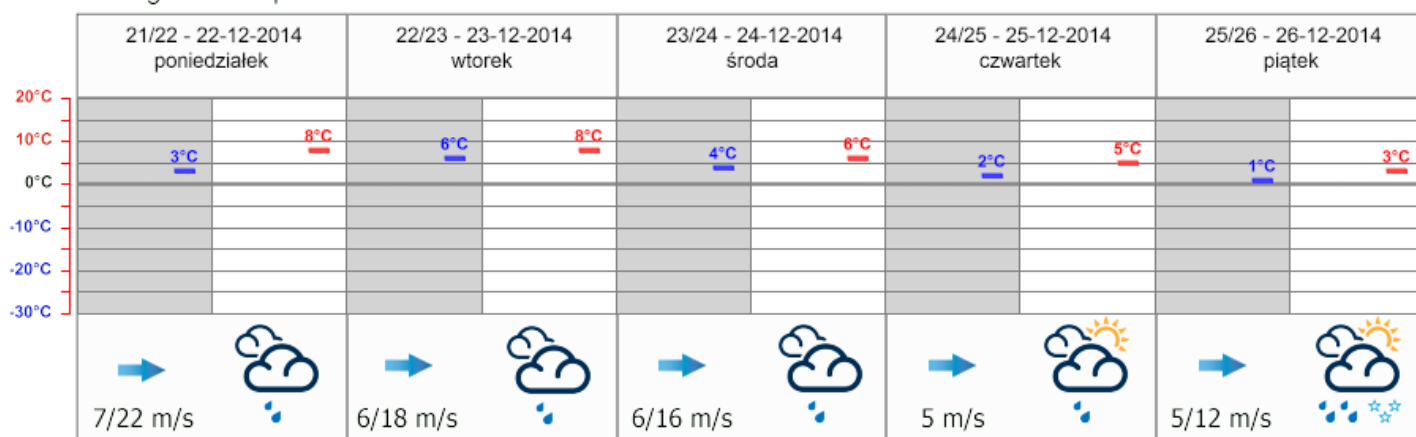 21/22 - 22-12-2014
poniedziałek
22/23 - 23-12-2014
wtorek
23/24 - 24-12-2014
środa
24/25 - 25-12-2014
czwartek
25/26 - 26-12-2014
piątek
20°C
10°C
0°C
-10°C
-20°C
-30°C
3°C
8°C
6°C
8°C
4°C
6°C
2°C
5°C
1°C
3°C
7/22 m/s
6/18 m/s
6/16 m/s
5 m/s
5/12 m/s